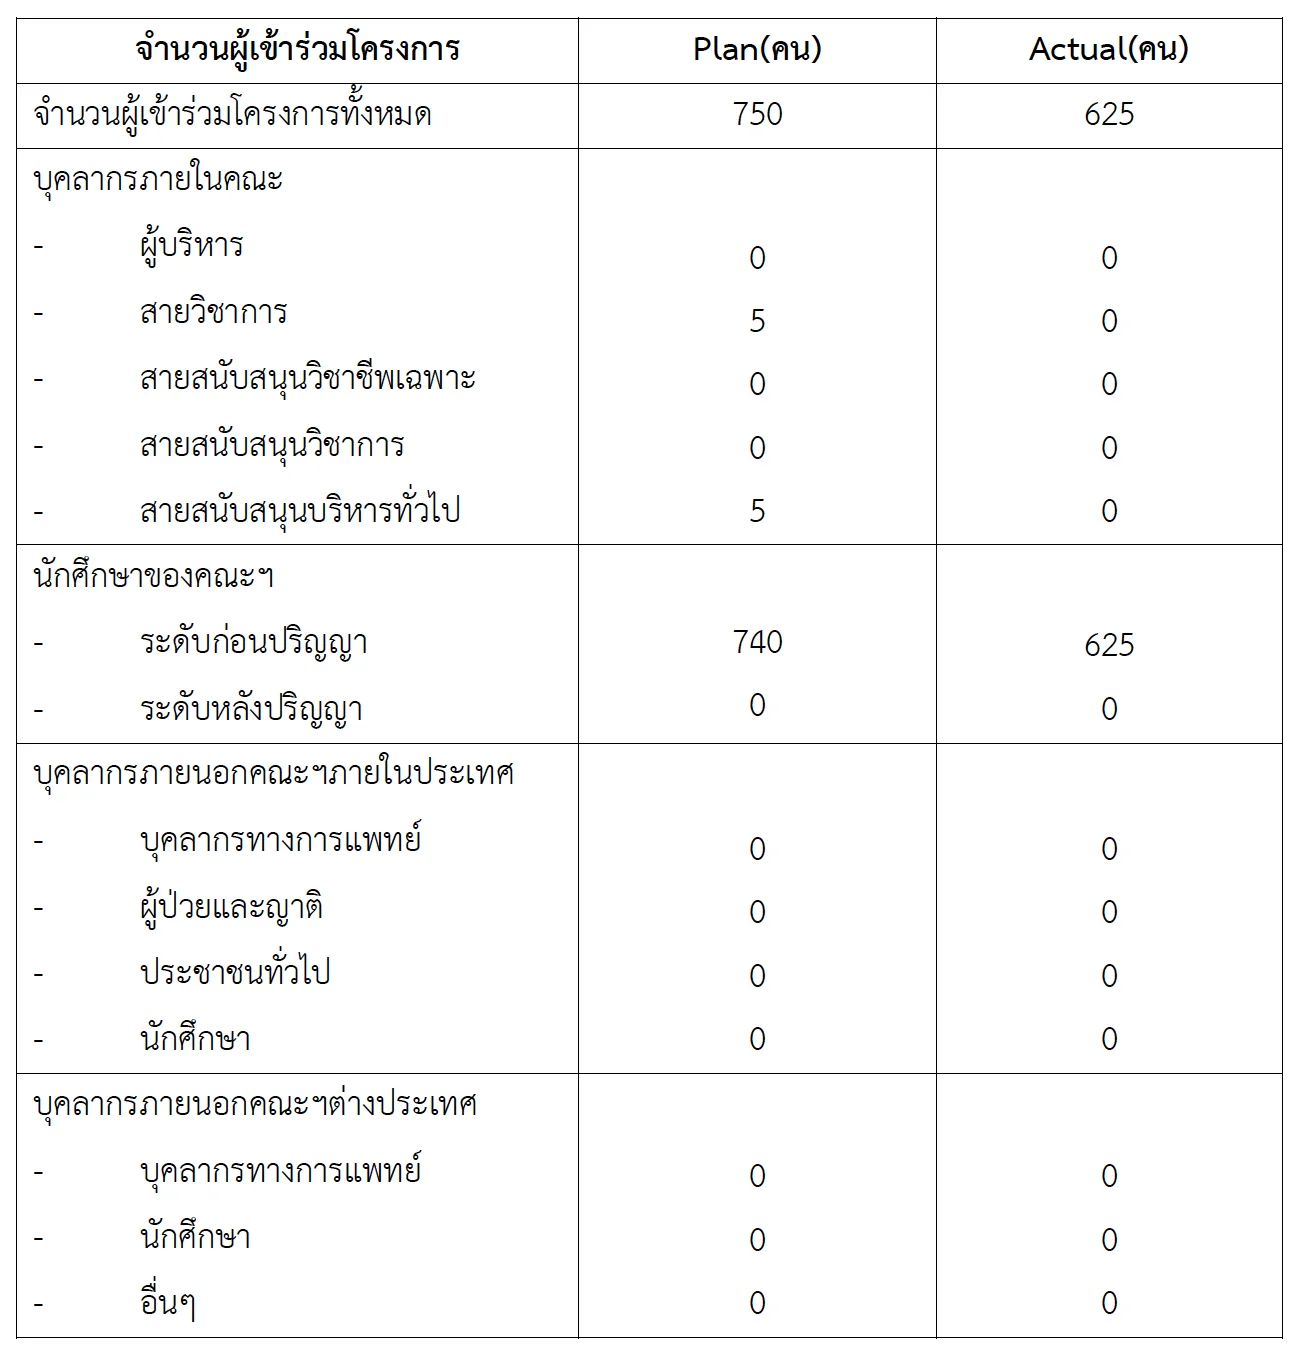 จำนวนผู้เข้าร่วมโครงการ Plan(คน) Actual(คน)
จำนวนผู้เข้าร่วมโครงการทั้งหมด 750 625
บุคลากรภายในคณะ
- ผู้บริหาร 0 0
- สายวิชาการ 5 0
- สายสนับสนุนวิชาชีพเฉพาะ 0 0
- สายสนับสนุนวิชาการ 0 0
- สายสนับสนุนบริหารทั่วไป 5 0
นักศึกษาของคณะฯ
- ระดับก่อนปริญญา 740 625
- ระดับหลังปริญญา 0 0
บุคลากรภายนอกคณะฯภายในประเทศ
- บุคลากรทางการแพทย์ 0 0
- ผู้ป่วยและญาติ 0 0
- ประชาชนทั่วไป 0 0
- นักศึกษา 0 0
บุคลากรภายนอกคณะฯต่างประเทศ
- บุคลากรทางการแพทย์ 0 0
- นักศึกษา 0 0
- อื่นๆ 0 0